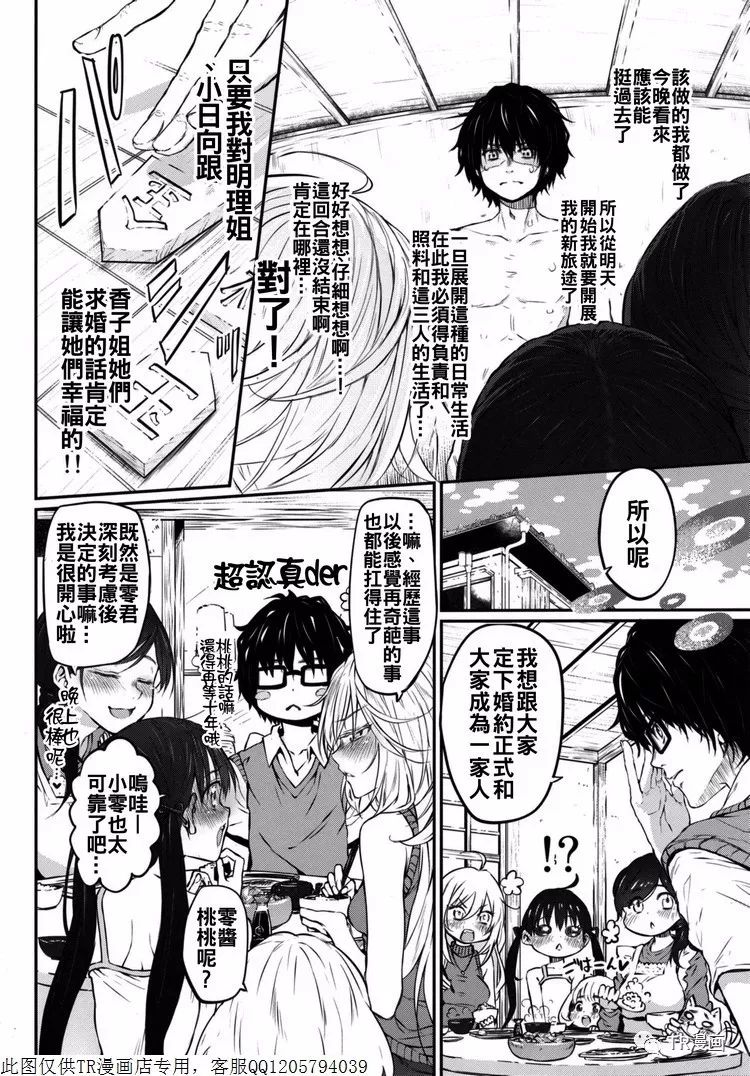 該做的我都做了
今晚看來
應該能
挺過去了
所以從明天
開始我就要開展
我的新旅途了
一旦展開這種的日常生活
在此我必須得負責和
照料和這三人的生活了…
好好想想、仔細想想啊…!
這回合還沒結束啊
肯定在哪裡…
對了!
只要我對明理姐
、小日向跟
香子姐她們
求婚的話肯定
能讓她們幸福的!!
王
玉
所以呢
我想跟大家
定下婚約正式和
大家成為一家人
!?
ごはーん
…嘛、經歷這事
以後感覺再奇葩的事
也都能扛得住了
超認真der
桃桃的話嘛、
還得再等十年哦
既然是零君
深刻考慮後
決定的事嘛…
我是很開心啦
晚上也
很棒呢…♥
嗚哇—
小零也太
可靠了吧…
零醬
桃桃呢?
TR漫画
此图仅供TR漫画店专用，客服QQ1205794039